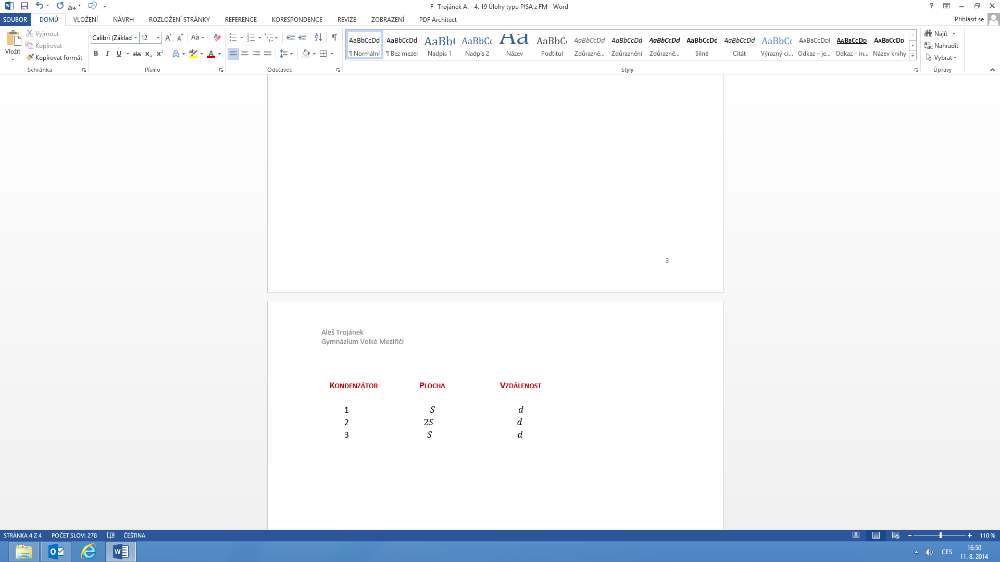 F- Trojánek A. - 4. 19 Úlohy typu PISA z FM - Word
SOUBOR DOMŮ VLOŽENÍ NÁVRH ROZLOŽENÍ STRÁNKY REFERENCE KORESPONDENCE REVIZE ZOBRAZENÍ PDF Architect Přihlásit se
Vložit
Vyjmout
Kopírovat
Kopírovat formát
Schránka
Calibri (Základ 12
Písmo
Odstavec
AaBbCcDd AaBbCcDd AaBb( AaBbCc Aa AaBbCc AaBbCcDd AaBbCcDd AaBbCcDd AaBbCcDd AaBbCcDd AaBbCc AaBbCcDd AaBbCcDd AaBbCcDd
¶ Normální ¶ Bez mezer Nadpis 1 Nadpis 2 Název Podtitul Zdůrazně... Zdůraznění Zdůrazně... Silné Citát Výrazný ci... Odkaz – je... Odkaz – in... Název knihy
Styly
Najít
Nahradit
Vybrat
Úpravy
3
Aleš Trojánek
Gymnázium Velké Meziříčí
KONDENZÁTOR PLOCHA VZDÁLENOST
1 S d
2 2S d
3 S d
STRÁNKA 4 Z 4 POČET SLOV: 278 ČEŠTINA 110 %
CES 16:50
11. 8. 2014